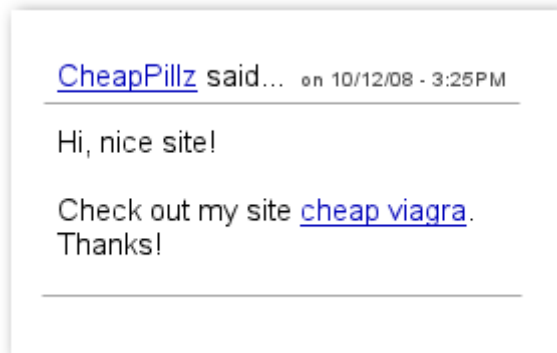 CheapPillz said... on 10/12/08 - 3:25PM
Hi, nice site!
Check out my site cheap viagra.
Thanks!